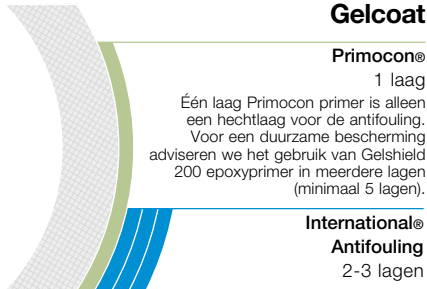 Gelcoat
Primocon®
1 laag
Één laag Primocon primer is alleen
een hechtlaag voor de antifouling.
Voor een duurzame bescherming
adviseren we het gebruik van Gelshield
200 epoxyprimer in meerdere lagen
(minimaal 5 lagen).
International®
Antifouling
2-3 lagen